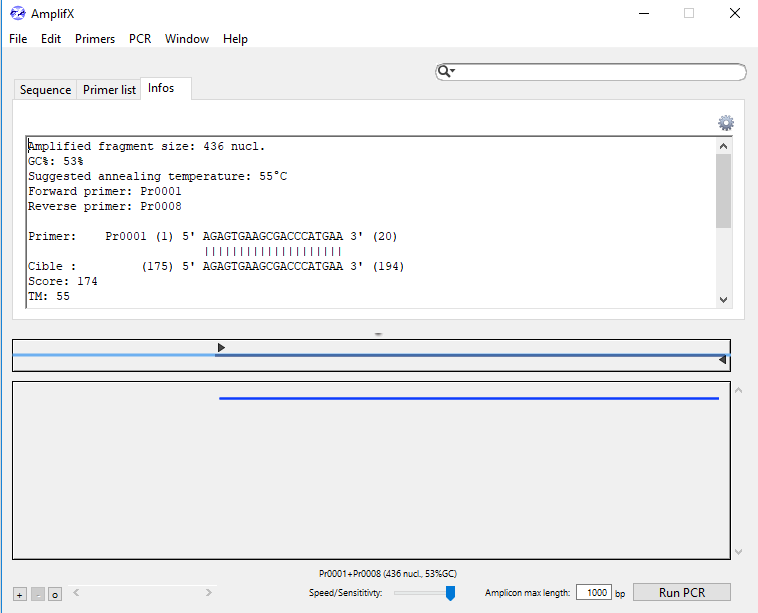 AmplifX
File Edit Primers PCR Window Help
Sequence Primer list Infos
Amplified fragment size: 436 nucl.
GC%: 53%
Suggested annealing temperature: 55°C
Forward primer: Pr0001
Reverse primer: Pr0008
Primer: Pr0001 (1) 5' AGAGTGAAGCGACCCATGAA 3' (20)
||||||||||||||||||||
Cible : (175) 5' AGAGTGAAGCGACCCATGAA 3' (194)
Score: 174
TM: 55
Pr0001+Pr0008 (436 nucl., 53%GC)
+ - o Speed/Sensititivty: Amplicon max length: 1000 bp Run PCR